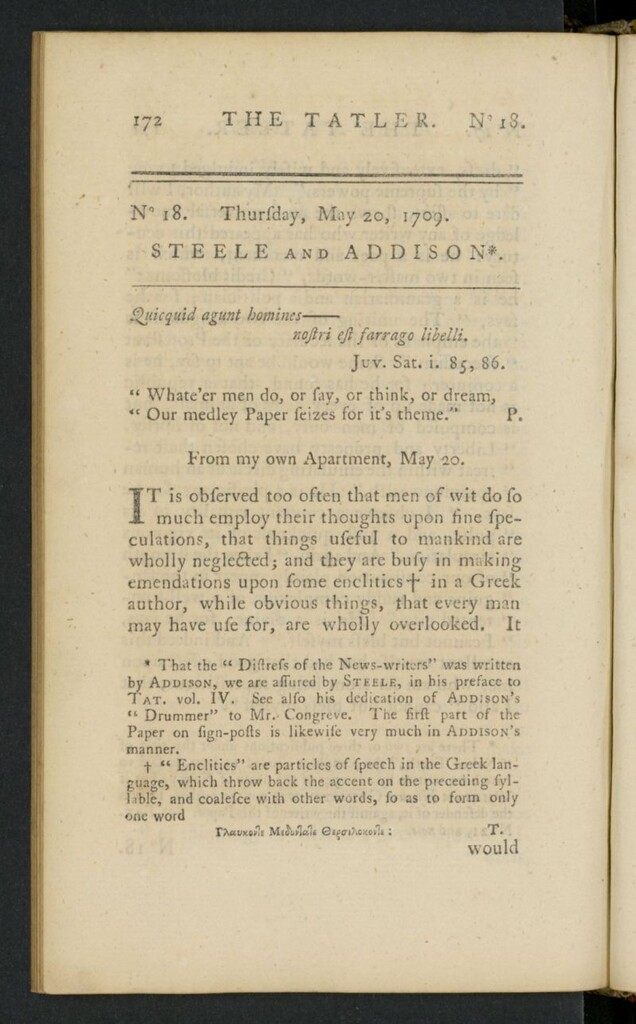 172 THE TATLER. No 18.
No 18. Thurſday, May 20, 1709.
STEELE AND ADDISON*.
Quicquid agunt homines——
noſtri eſt farrago libelli.
Juv. Sat. i. 85, 86.
“ Whate'er men do, or ſay, or think, or dream,
“ Our medley Paper ſeizes for it's theme.” P.
From my own Apartment, May 20.
IT is obſerved too often that men of wit do ſo
much employ their thoughts upon fine ſpe-
culations, that things uſeful to mankind are
wholly neglected; and they are buſy in making
emendations upon ſome enclitics† in a Greek
author, while obvious things, that every man
may have uſe for, are wholly overlooked. It
* That the “ Diſtreſs of the News-writers” was written
by ADDISON, we are aſſured by STEELE, in his preface to
TAT. vol. IV. See alſo his dedication of ADDISON's
“ Drummer” to Mr. Congreve. The firſt part of the
Paper on ſign-poſts is likewiſe very much in ADDISON's
manner.
† “ Enclitics” are particles of ſpeech in the Greek lan-
guage, which throw back the accent on the preceding ſyl-
lable, and coaleſce with other words, ſo as to form only
one word
T.
would